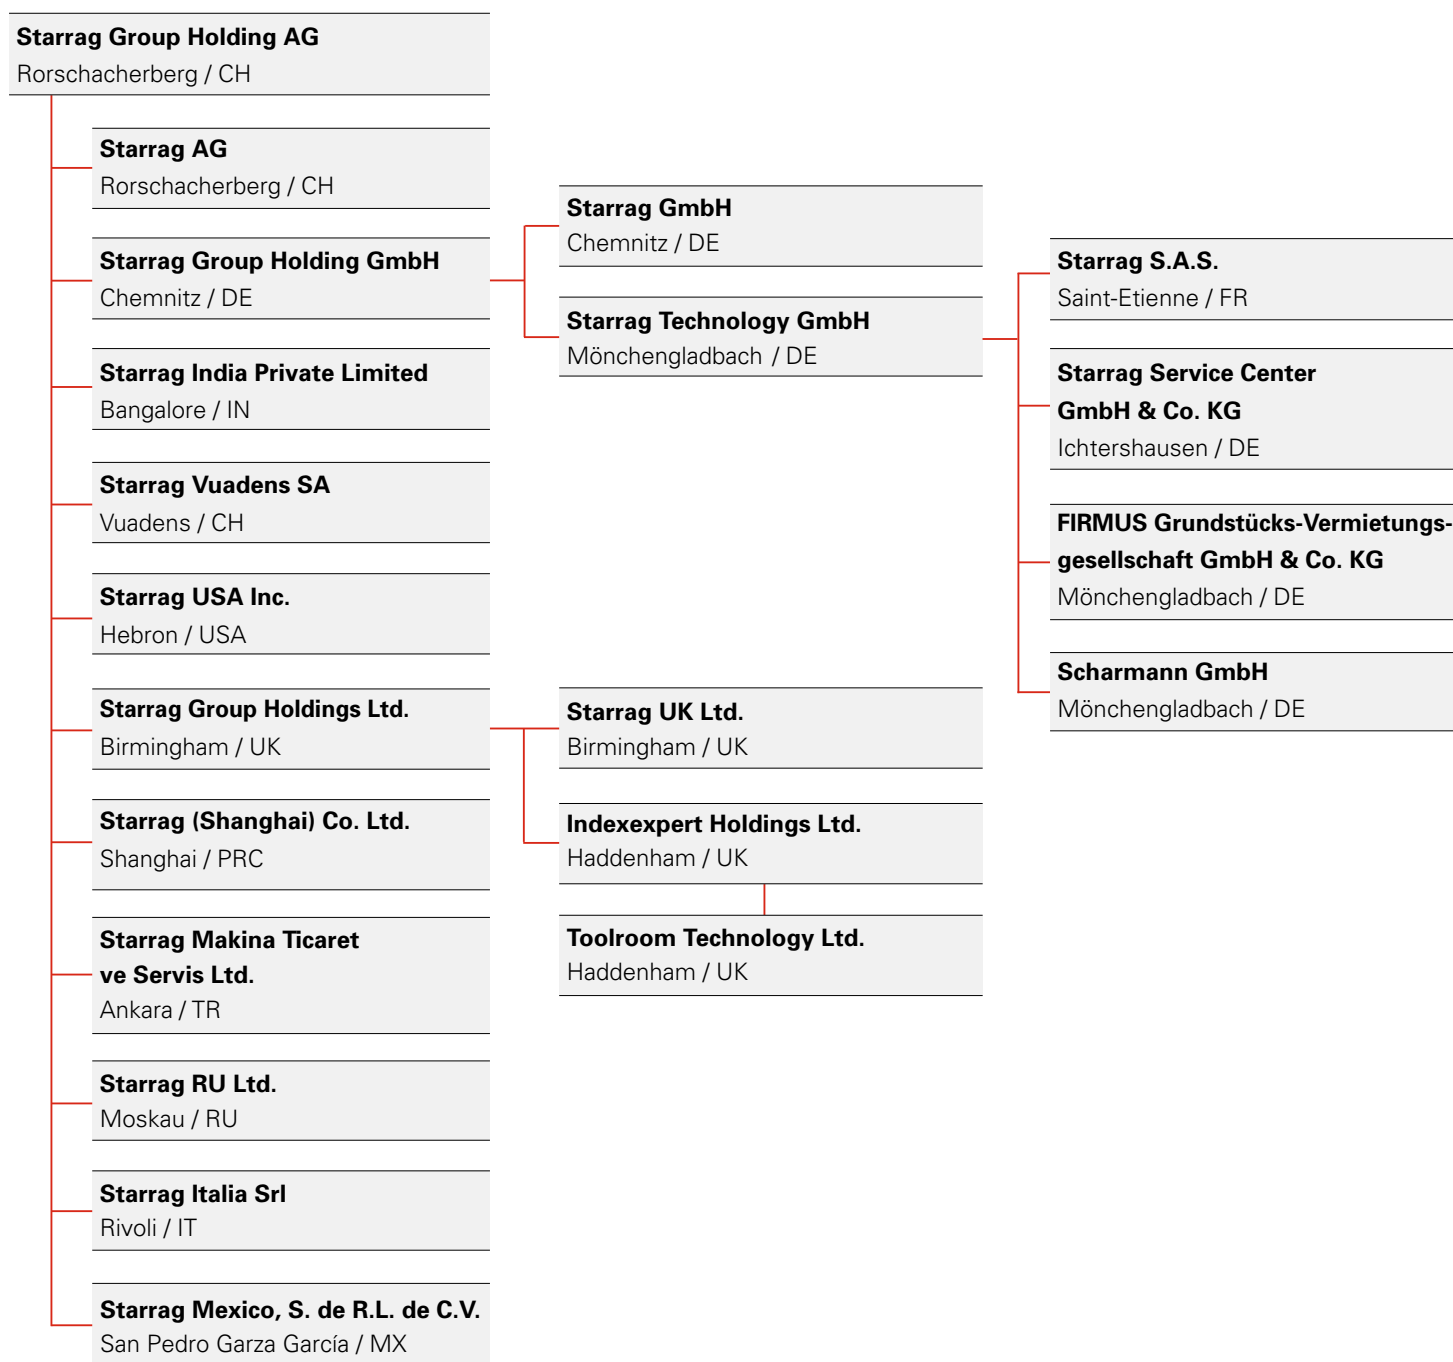 Starrag Group Holding AG
Rorschacherberg / CH
Starrag AG
Rorschacherberg / CH
Starrag Group Holding GmbH
Chemnitz / DE
Starrag India Private Limited
Bangalore / IN
Starrag Vuadens SA
Vuadens / CH
Starrag USA Inc.
Hebron / USA
Starrag Group Holdings Ltd.
Birmingham / UK
Starrag (Shanghai) Co. Ltd.
Shanghai / PRC
Starrag Makina Ticaret
ve Servis Ltd.
Ankara / TR
Starrag RU Ltd.
Moskau / RU
Starrag Italia Srl
Rivoli / IT
Starrag Mexico, S. de R.L. de C.V.
San Pedro Garza García / MX
Starrag GmbH
Chemnitz / DE
Starrag Technology GmbH
Mönchengladbach / DE
Starrag UK Ltd.
Birmingham / UK
Indexexpert Holdings Ltd.
Haddenham / UK
Toolroom Technology Ltd.
Haddenham / UK
Starrag S.A.S.
Saint-Etienne / FR
Starrag Service Center
GmbH & Co. KG
Ichtershausen / DE
FIRMUS Grundstücks-Vermietungs-
gesellschaft GmbH & Co. KG
Mönchengladbach / DE
Scharmann GmbH
Mönchengladbach / DE